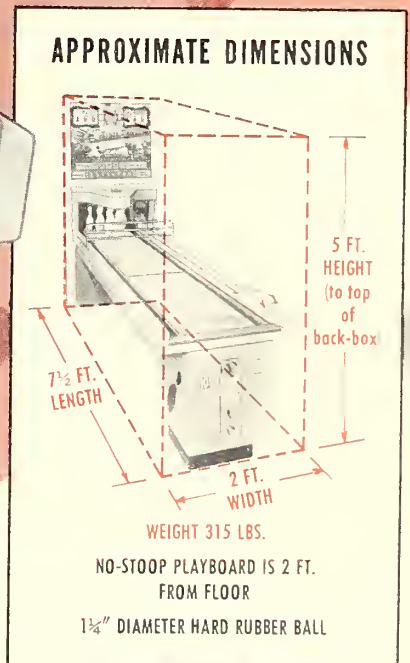 APPROXIMATE DIMENSIONS
5 FT.
HEIGHT
(to top
of
back-box)
7½ FT.
LENGTH
2 FT.
WIDTH
WEIGHT 315 LBS.
NO-STOOP PLAYBOARD IS 2 FT.
FROM FLOOR
1¼" DIAMETER HARD RUBBER BALL